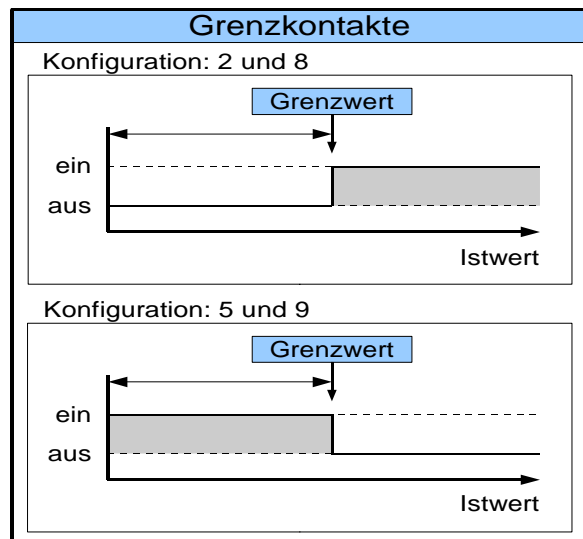 Grenzkontakte
Konfiguration: 2 und 8
Grenzwert
ein
aus
Istwert
Konfiguration: 5 und 9
Grenzwert
ein
aus
Istwert